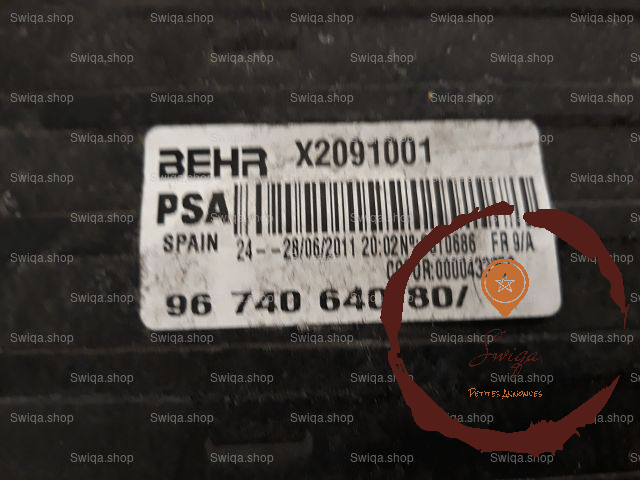 BEHR X2091001
PSA
SPAIN 24--28/06/2011 20:02 FR 9/A
96 740 640 80/
Swiqa
PETITES ANNONCES
Swiqa.shop